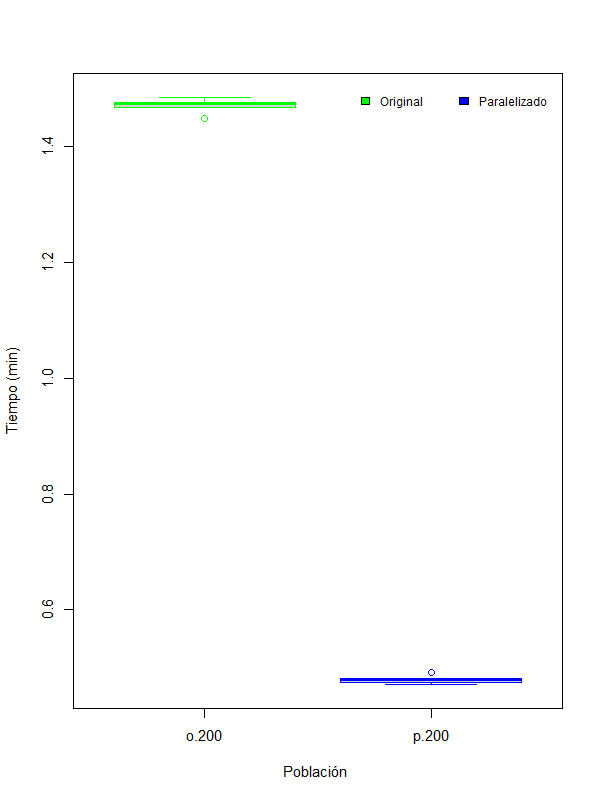 Original
Paralelizado
1.4
1.2
1.0
0.8
0.6
Tiempo (min)
o.200
p.200
Población